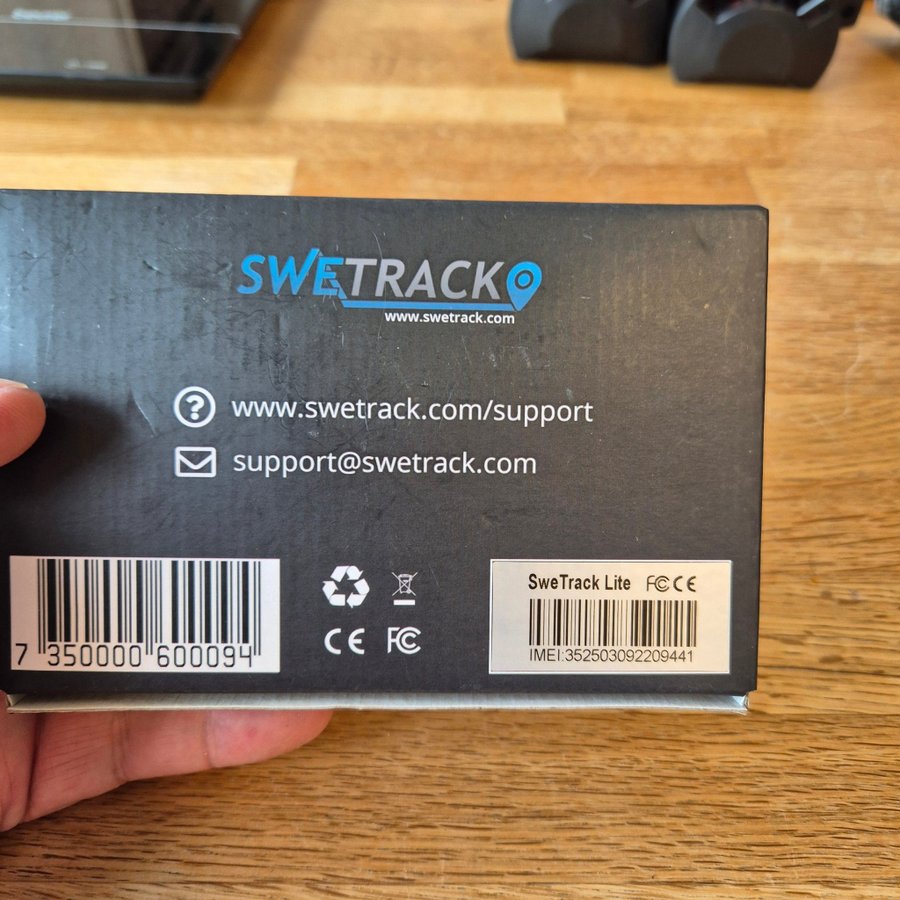 SWETRACK
www.swetrack.com
www.swetrack.com/support
support@swetrack.com
7 350000 600094
CE FC
SweTrack Lite FC CE
IMEI:352503092209441